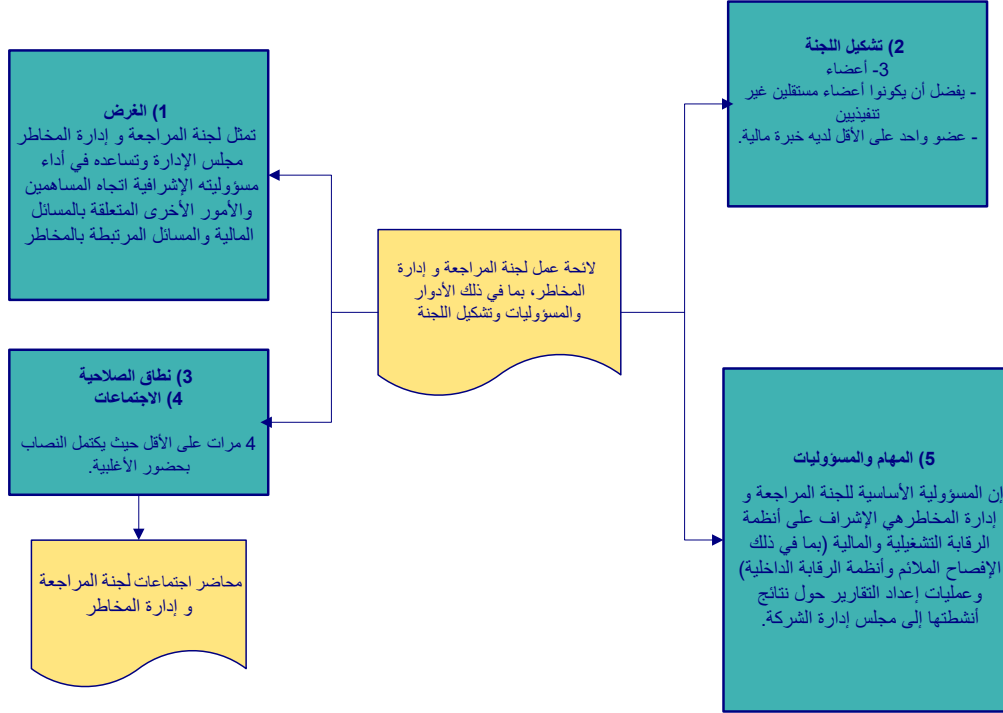 1) الغرض
تمثل لجنة المراجعة و إدارة المخاطر
مجلس الإدارة وتساعده في أداء
مسؤوليته الإشرافية اتجاه المساهمين
والأمور الأخرى المتعلقة بالمسائل
المالية والمسائل المرتبطة بالمخاطر
2) تشكيل اللجنة
3- أعضاء
- يفضل أن يكونوا أعضاء مستقلين غير
تنفيذيين
- عضو واحد على الأقل لديه خبرة مالية.
لائحة عمل لجنة المراجعة و إدارة
المخاطر، بما في ذلك الأدوار
والمسؤوليات وتشكيل اللجنة
3) نطاق الصلاحية
4) الاجتماعات
4 مرات على الأقل حيث يكتمل النصاب
بحضور الأغلبية.
محاضر اجتماعات لجنة المراجعة
و إدارة المخاطر
5) المهام والمسؤوليات
إن المسؤولية الأساسية للجنة المراجعة و
إدارة المخاطرهي الإشراف على أنظمة
الرقابة التشغيلية والمالية (بما في ذلك
الإفصاح الملائم وأنظمة الرقابة الداخلية)
وعمليات إعداد التقارير حول نتائج
أنشطتها إلى مجلس إدارة الشركة.